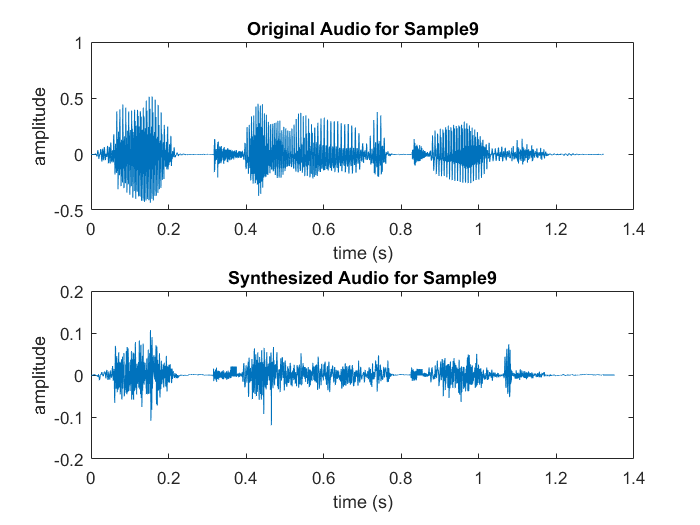 Original Audio for Sample9
1
0.5
0
-0.5
amplitude
0 0.2 0.4 0.6 0.8 1 1.2 1.4
time (s)
Synthesized Audio for Sample9
0.2
0.1
0
-0.1
-0.2
amplitude
0 0.2 0.4 0.6 0.8 1 1.2 1.4
time (s)